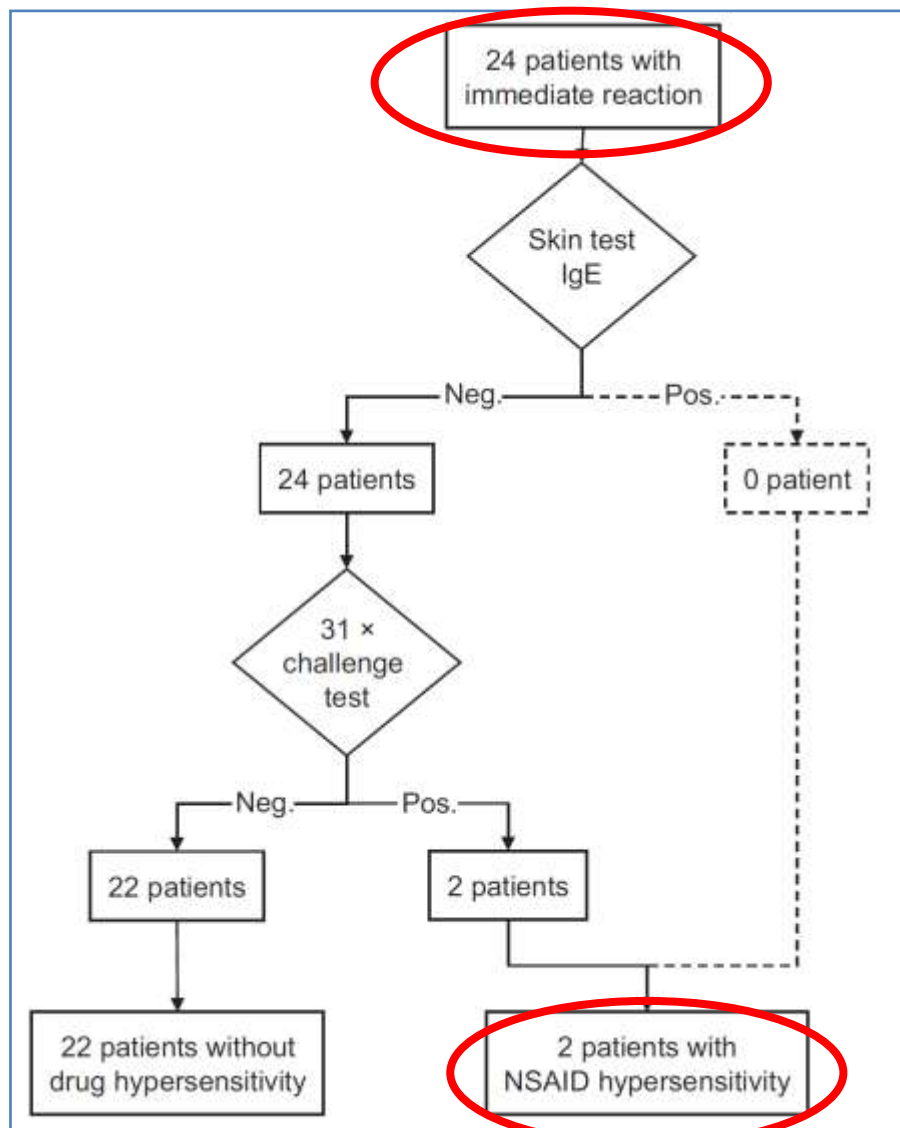 24 patients with
immediate reaction
Skin test
IgE
Neg.
Pos.
24 patients
0 patient
31 ×
challenge
test
Neg.
Pos.
22 patients
2 patients
22 patients without
drug hypersensitivity
2 patients with
NSAID hypersensitivity